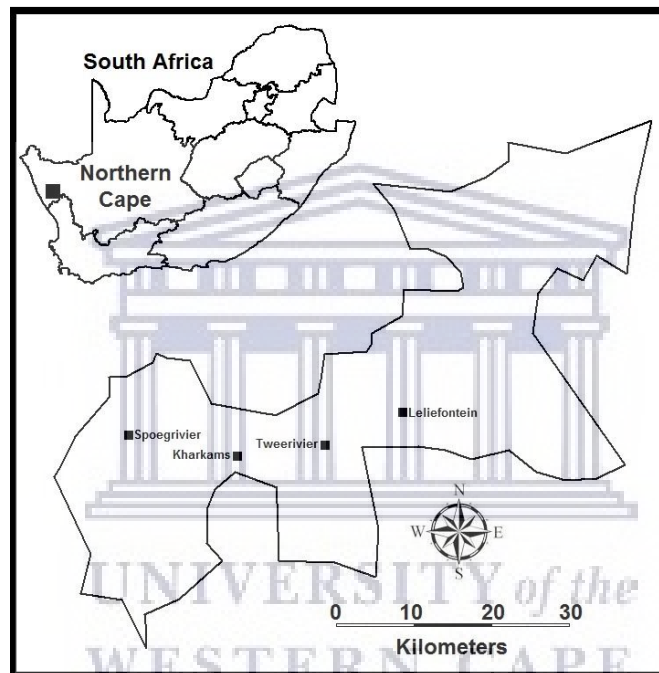 South Africa
Northern
Cape
Leliefontein
Spoegrivier
Tweerivier
Kharkams
N
W E
S
UNIVERSITY of the
0 10 20 30
Kilometers
WESTERN CAPE